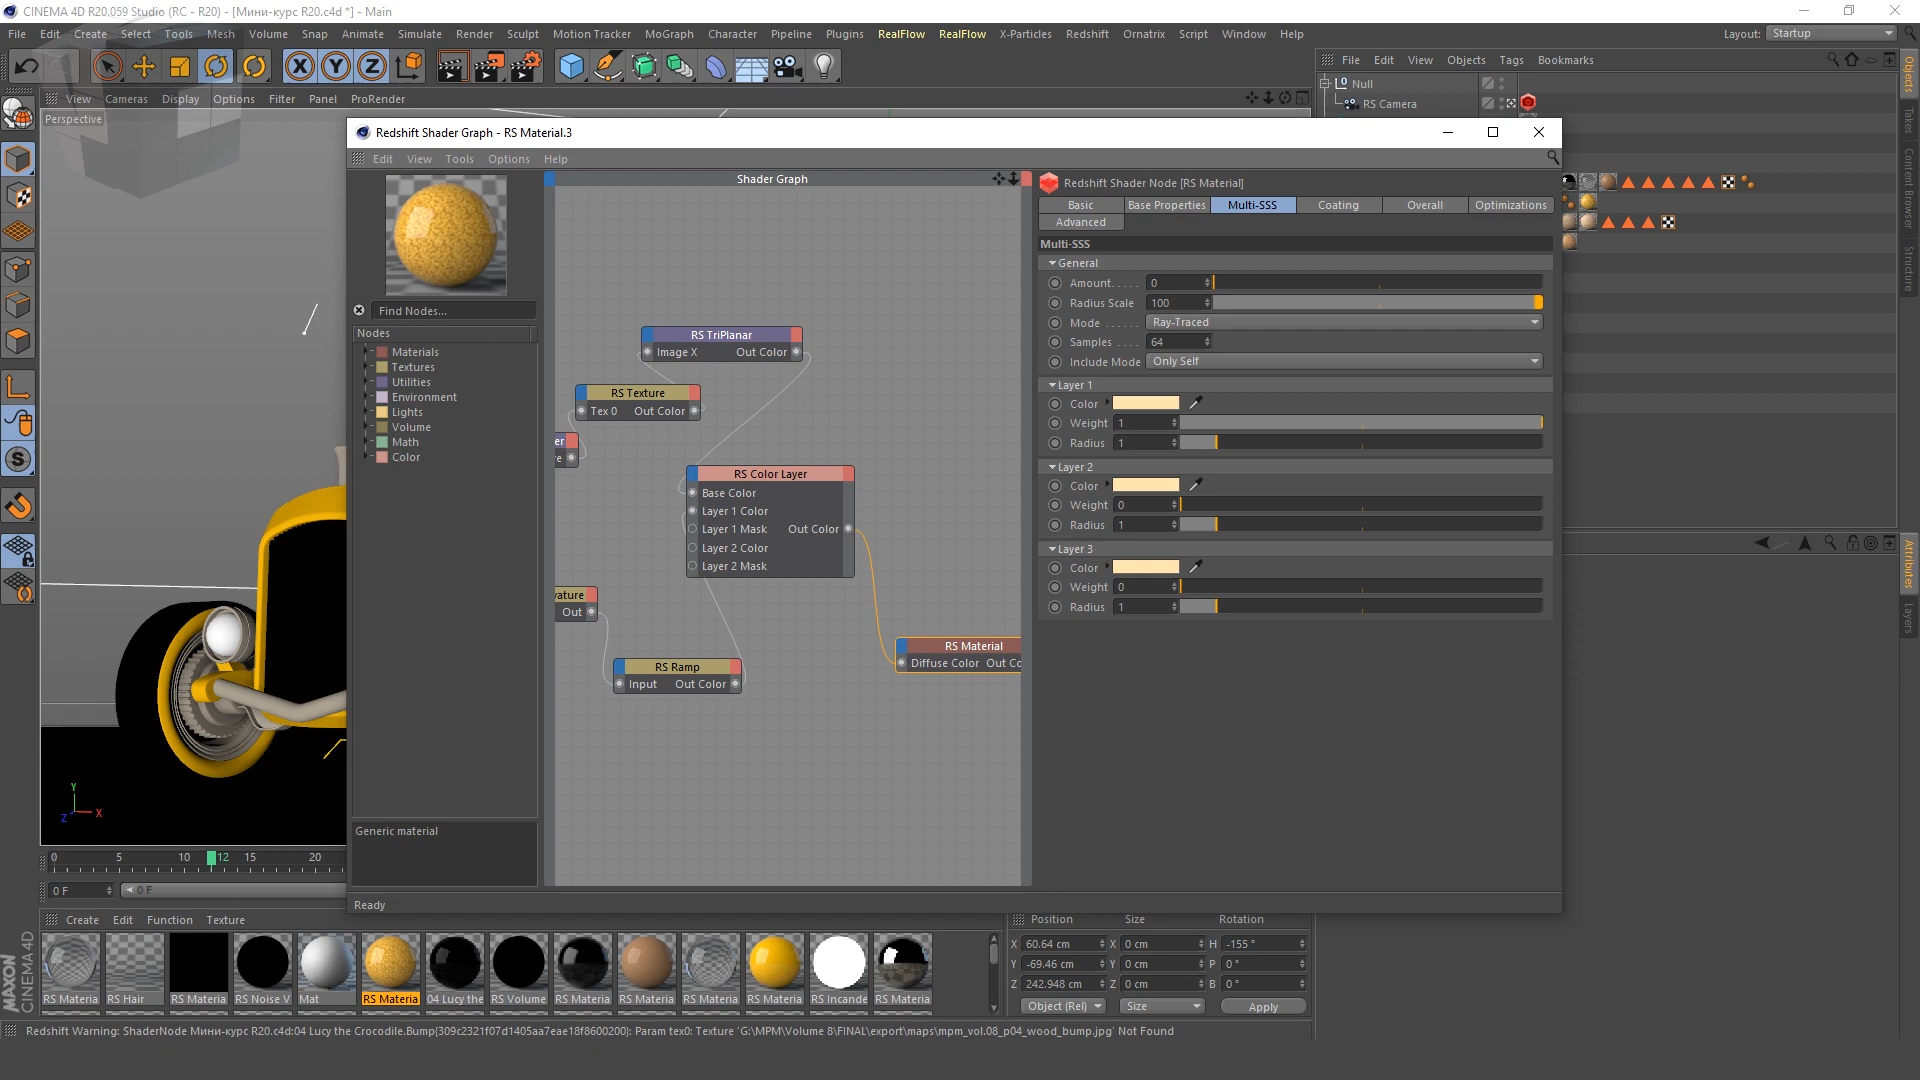 CINEMA 4D R20.059 Studio (RC - R20) - [Мини-курс R20.c4d *] - Main
File Edit Create Select Tools Mesh Volume Snap Animate Simulate Render Sculpt Motion Tracker MoGraph Character Pipeline Plugins RealFlow RealFlow X-Particles Redshift Ornatrix Script Window Help Layout: Startup
File Edit View Objects Tags Bookmarks
Null
RS Camera
Objects
Takes
Content Browser
Structure
Attributes
Layers
View Cameras Display Options Filter Panel ProRender
Perspective
Redshift Shader Graph - RS Material.3
Edit View Tools Options Help
Find Nodes...
Nodes
Materials
Textures
Utilities
Environment
Lights
Volume
Math
Color
Generic material
Ready
Shader Graph
RS TriPlanar
Image X Out Color
RS Texture
Tex 0 Out Color
er
re
RS Color Layer
Base Color
Layer 1 Color
Layer 1 Mask Out Color
Layer 2 Color
Layer 2 Mask
vature
Out
RS Ramp
Input Out Color
RS Material
Diffuse Color Out Co
Redshift Shader Node [RS Material]
Basic Base Properties Multi-SSS Coating Overall Optimizations
Advanced
Multi-SSS
General
Amount. . . . . 0
Radius Scale 100
Mode . . . . . . Ray-Traced
Samples . . . . 64
Include Mode Only Self
Layer 1
Color
Weight 1
Radius 1
Layer 2
Color
Weight 0
Radius 1
Layer 3
Color
Weight 0
Radius 1
Y
Z X
0 5 10 12 15 20
0 F 0 F
Create Edit Function Texture
RS Materia RS Hair RS Materia RS Noise V Mat RS Materia 04 Lucy the RS Volume RS Materia RS Materia RS Materia RS Materia RS Incande RS Materia
Position Size Rotation
X 60.64 cm X 0 cm H -155 °
Y -69.46 cm Y 0 cm P 0 °
Z 242.948 cm Z 0 cm B 0 °
Object (Rel) Size Apply
MAXON
CINEMA 4D
Redshift Warning: ShaderNode Мини-курс R20.c4d:04 Lucy the Crocodile.Bump{309c2321f07d1405aa7eae18f8600200}: Param tex0: Texture 'G:\MPM\Volume 8\FINAL\export\maps\mpm_vol.08_p04_wood_bump.jpg' Not Found